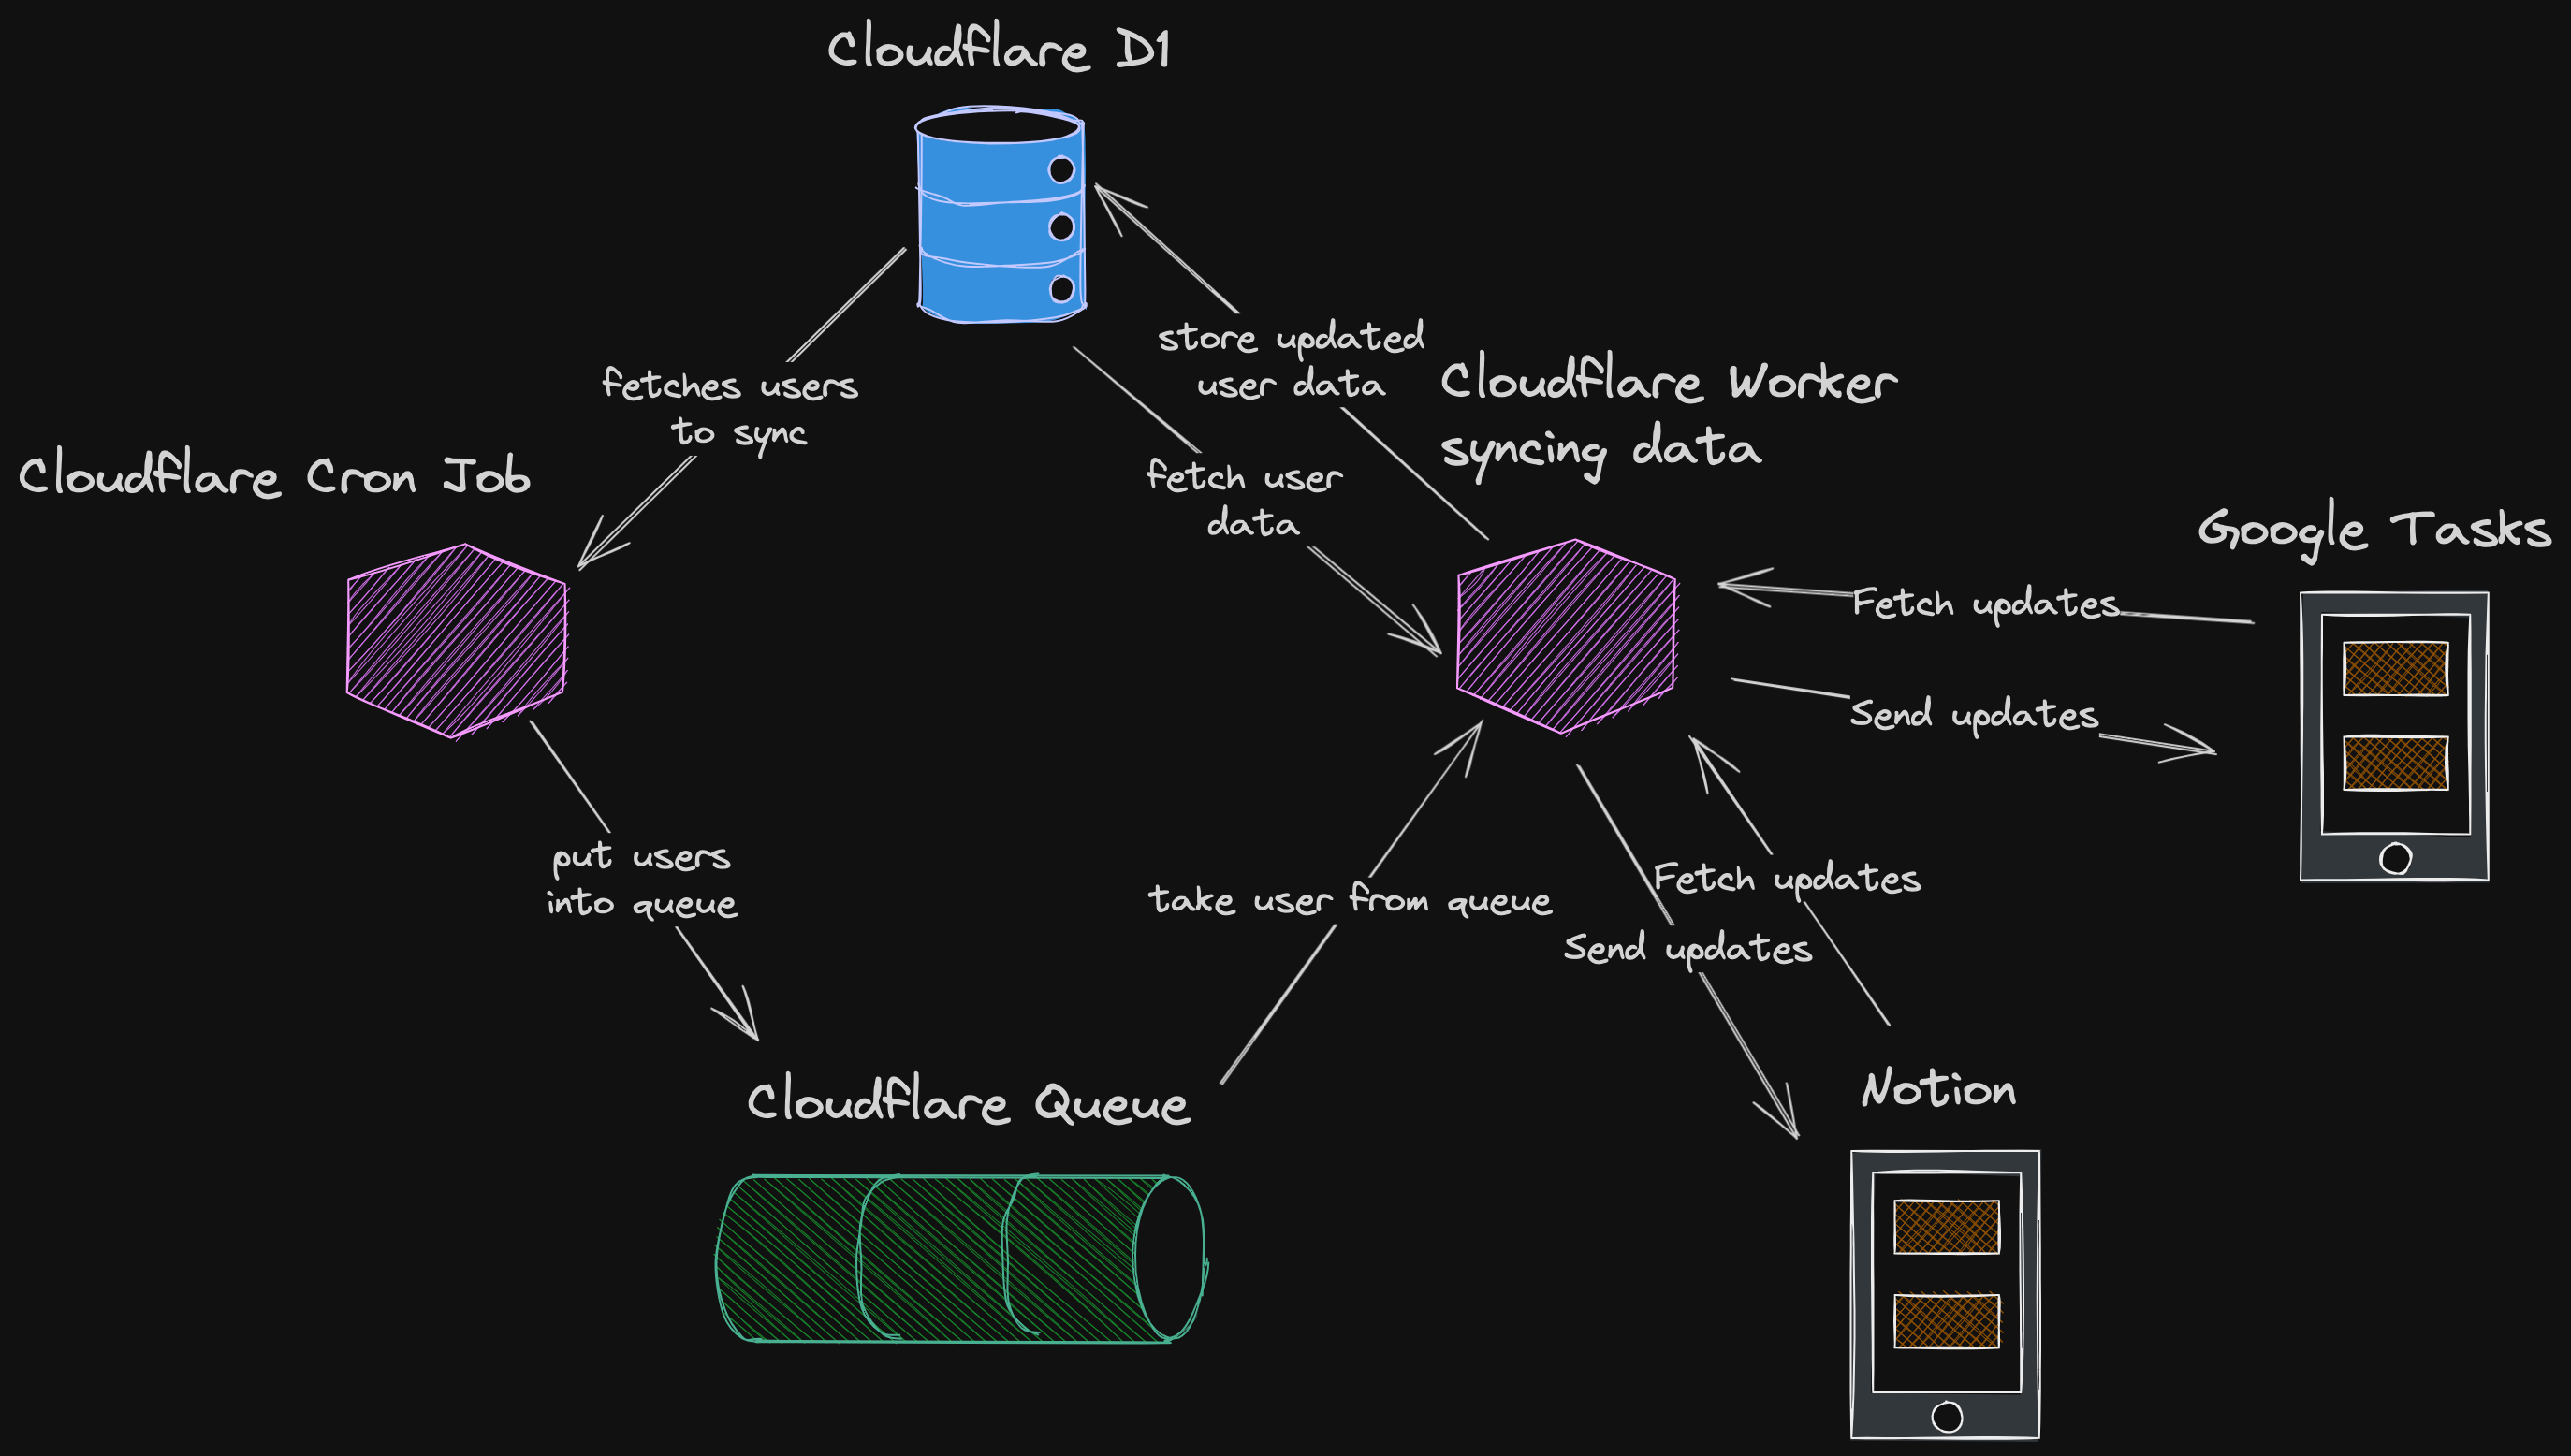 Cloudflare D1
store updated
user data
fetches users
to sync
Cloudflare Worker
syncing data
Cloudflare Cron Job
fetch user
data
Google Tasks
Fetch updates
Send updates
put users
into queue
take user from queue
Fetch updates
Send updates
Cloudflare Queue
Notion